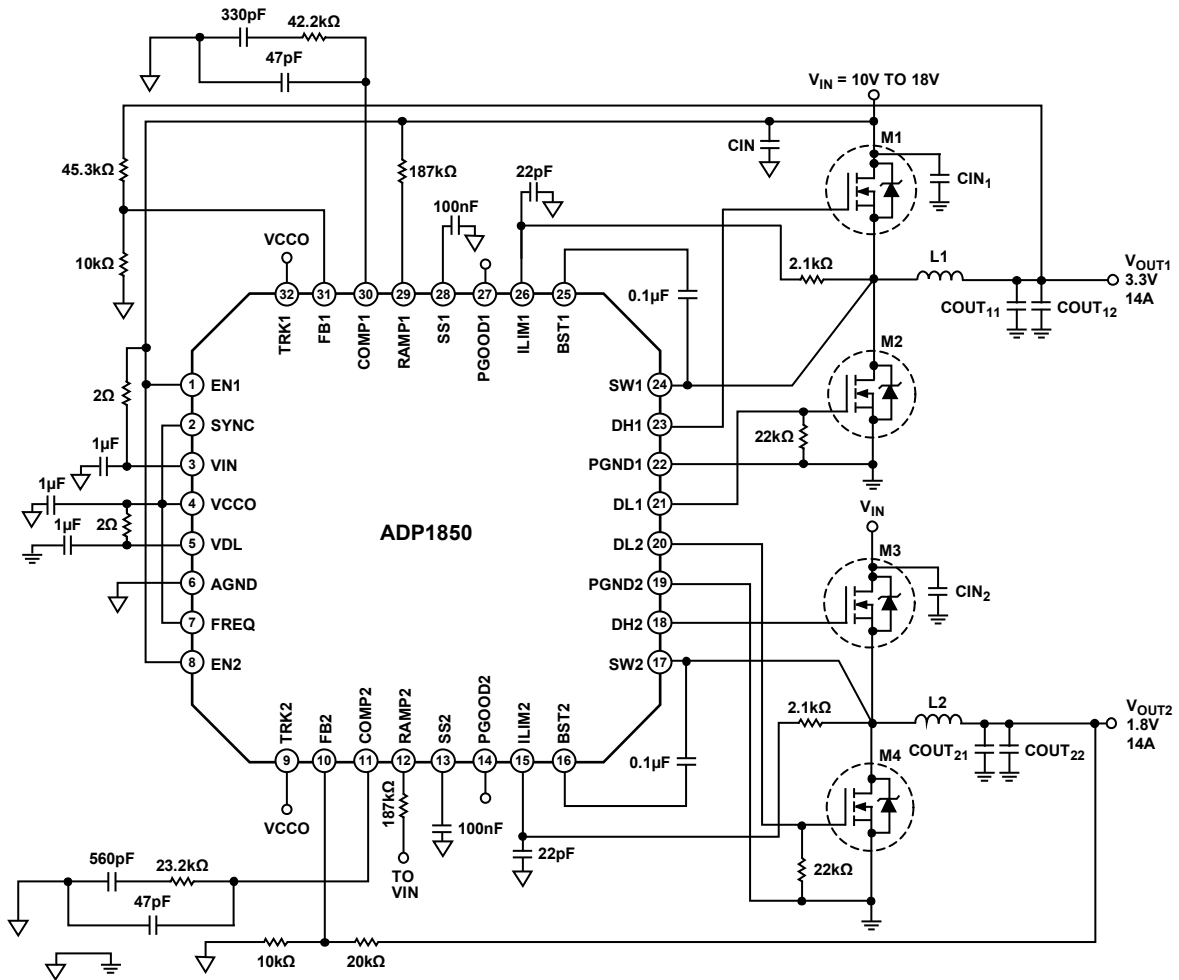 330pF
42.2kΩ
47pF
VIN = 10V TO 18V
M1
CIN
CIN1
45.3kΩ
187kΩ
22pF
100nF
VCCO
10kΩ
2.1kΩ
L1
VOUT1
3.3V
14A
0.1µF
COUT11
COUT12
32
31
30
29
28
27
26
25
TRK1
FB1
COMP1
RAMP1
SS1
PGOOD1
ILIM1
BST1
M2
2Ω
1 EN1
SW1 24
2 SYNC
DH1 23
22kΩ
1µF
3 VIN
PGND1 22
1µF
4 VCCO
DL1 21
VIN
ADP1850
1µF
2Ω
5 VDL
DL2 20
M3
6 AGND
PGND2 19
CIN2
7 FREQ
DH2 18
8 EN2
SW2 17
TRK2
FB2
COMP2
RAMP2
SS2
PGOOD2
ILIM2
BST2
2.1kΩ
L2
VOUT2
1.8V
14A
9
10
11
12
13
14
15
16
0.1µF
COUT21
COUT22
M4
187kΩ
VCCO
100nF
22pF
560pF
23.2kΩ
TO
VIN
22kΩ
47pF
10kΩ
20kΩ